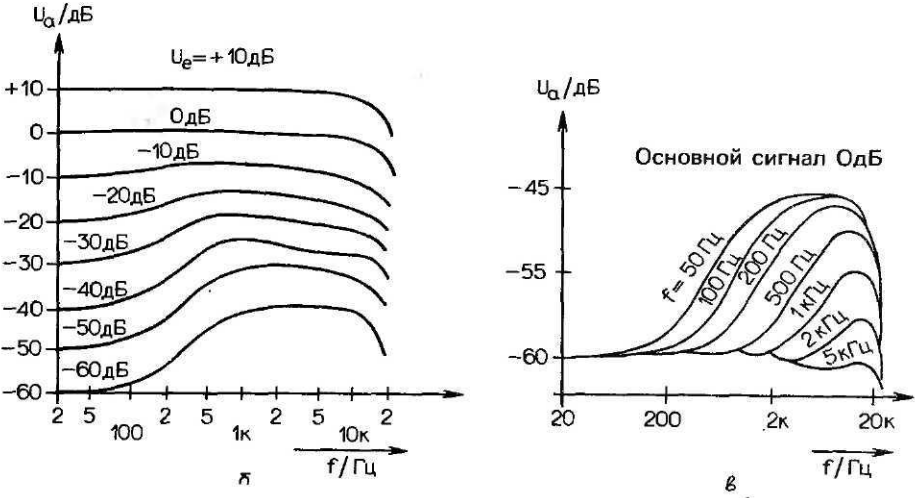 Uₐ/дБ
Uₑ=+10дБ
+10
0дБ
0
-10дБ
-10
-20дБ
-20
-30дБ
-30
-40дБ
-40
-50дБ
-50
-60дБ
-60
2 5 2 5 2 5 2
100 1к 10к
f/Гц
б
Uₐ/дБ
Основной сигнал 0дБ
-45
f=50Гц
100Гц
200Гц
500Гц
-55
1кГц
2кГц
5кГц
-60
20 200 2к 20к
f/Гц
в